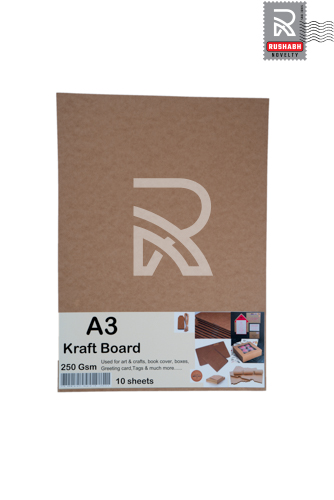 RUSHABH
NOVELTY
A3
Kraft Board
250 Gsm
Used for art & crafts, book cover, boxes,
Greeting card,Tags & much more.....
10 sheets